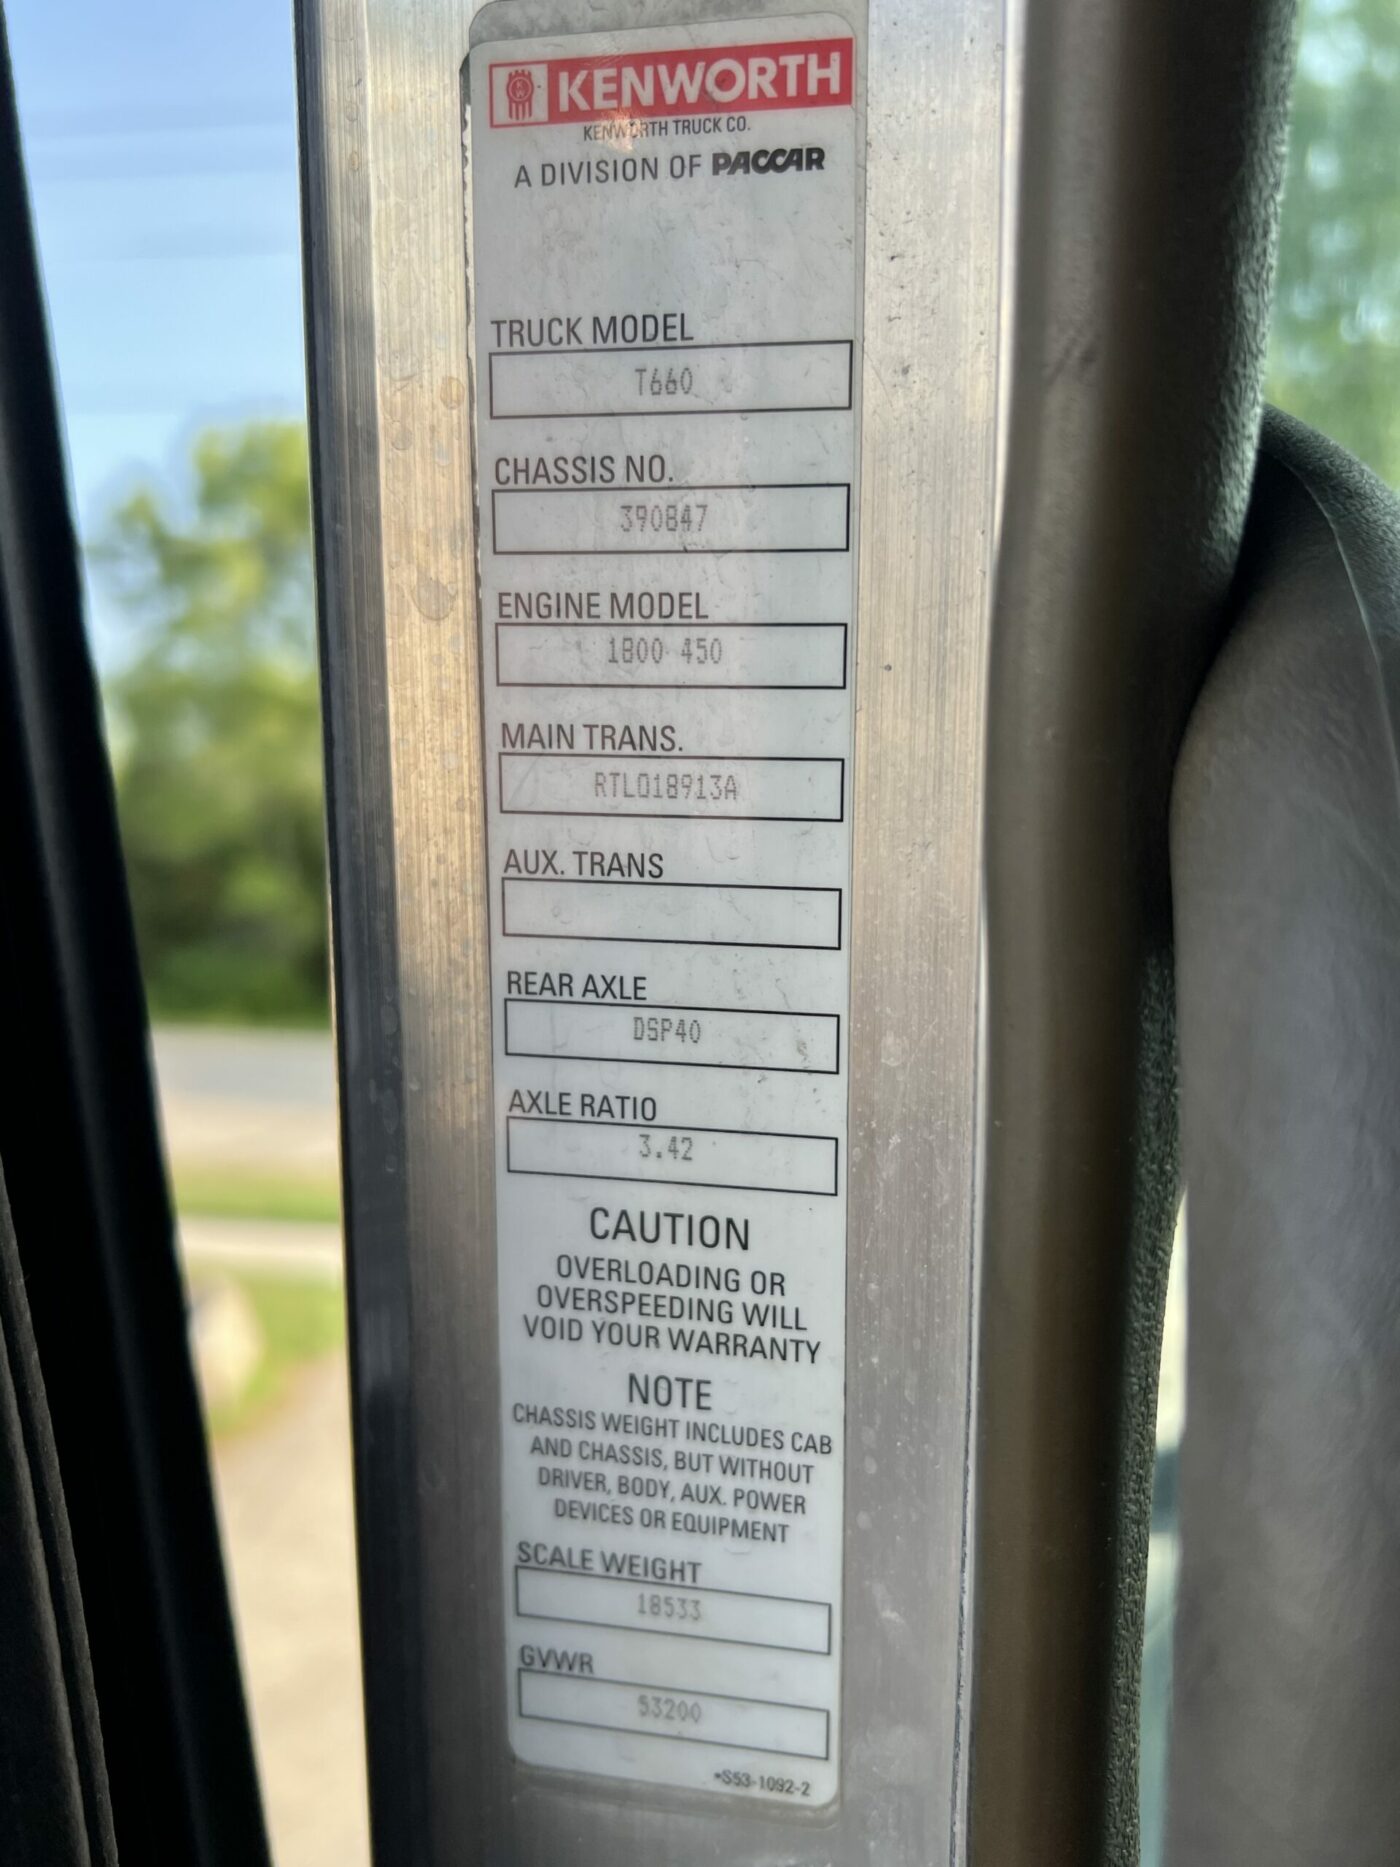 KENWORTH
KENWORTH TRUCK CO.
A DIVISION OF PACCAR
TRUCK MODEL
T660
CHASSIS NO.
390847
ENGINE MODEL
1800 450
MAIN TRANS.
RTLO18913A
AUX. TRANS
REAR AXLE
DSP40
AXLE RATIO
3.42
CAUTION
OVERLOADING OR
OVERSPEEDING WILL
VOID YOUR WARRANTY
NOTE
CHASSIS WEIGHT INCLUDES CAB
AND CHASSIS, BUT WITHOUT
DRIVER, BODY, AUX. POWER
DEVICES OR EQUIPMENT
SCALE WEIGHT
18533
GVWR
53200
*S53-1092-2